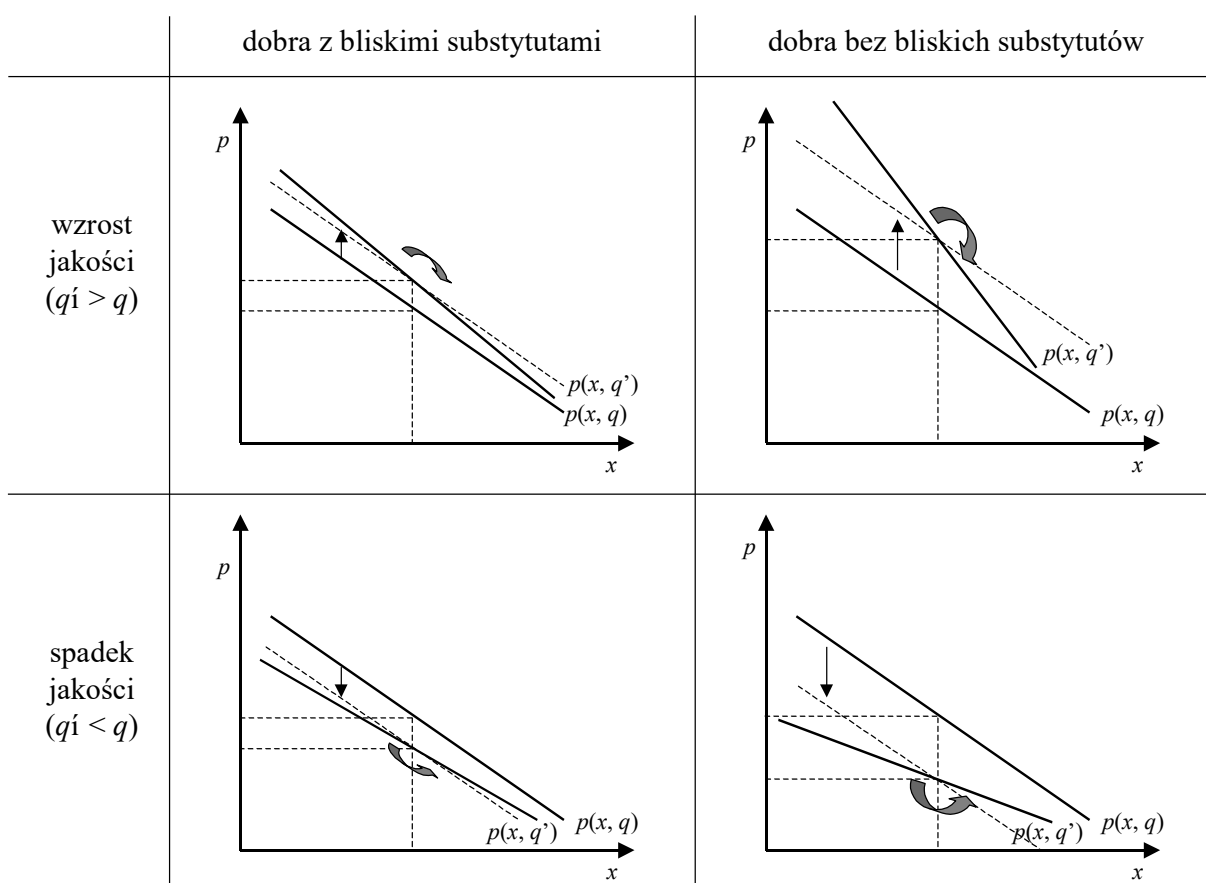 dobra z bliskimi substytutami
dobra bez bliskich substytutów
wzrost
jakości
(qí > q)
p
p(x, q’)
p(x, q)
x
p
p(x, q’)
p(x, q)
x
spadek
jakości
(qí < q)
p
p(x, q’)
p(x, q)
x
p
p(x, q’)
p(x, q)
x